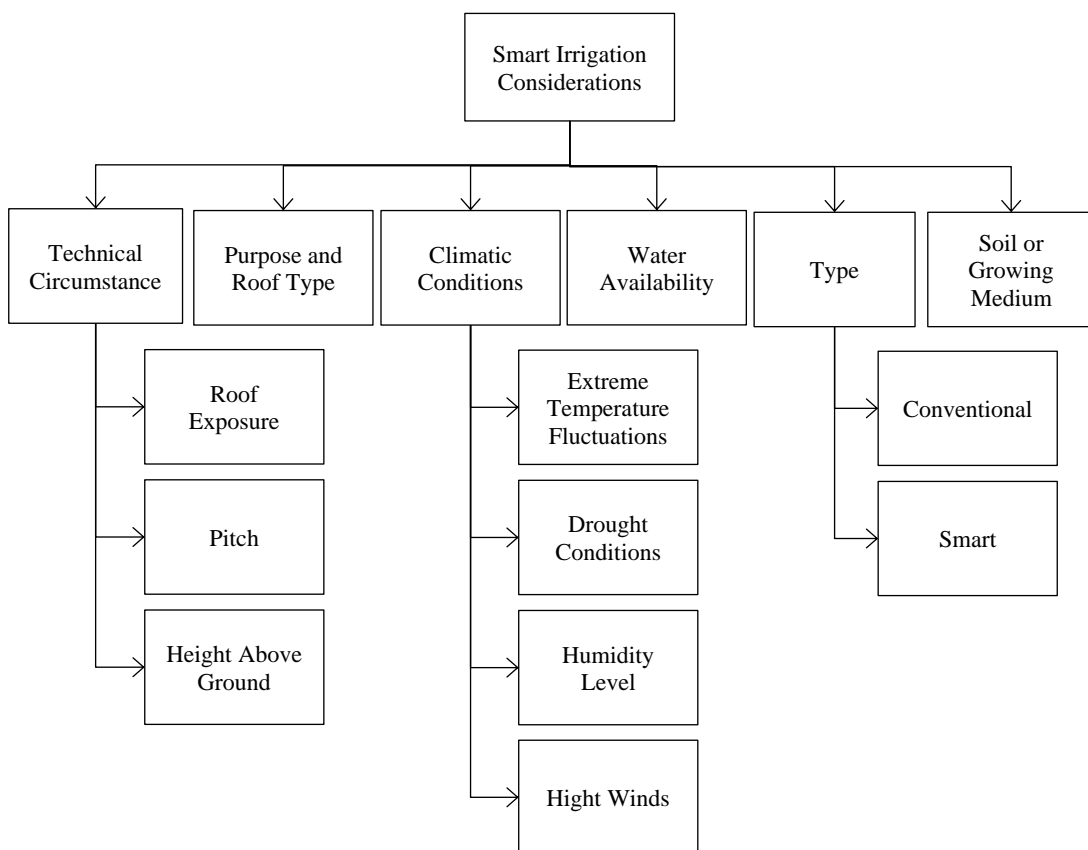 Smart Irrigation
Considerations
Technical
Circumstance
Purpose and
Roof Type
Climatic
Conditions
Water
Availability
Type
Soil or
Growing
Medium
Roof
Exposure
Pitch
Height Above
Ground
Extreme
Temperature
Fluctuations
Drought
Conditions
Humidity
Level
Hight Winds
Conventional
Smart